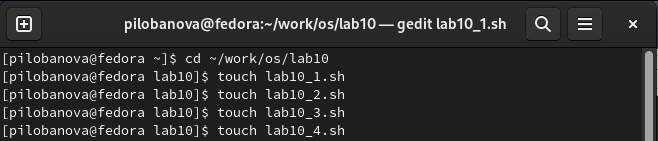 pilobanova@fedora:~/work/os/lab10 — gedit lab10_1.sh
[pilobanova@fedora ~]$ cd ~/work/os/lab10
[pilobanova@fedora lab10]$ touch lab10_1.sh
[pilobanova@fedora lab10]$ touch lab10_2.sh
[pilobanova@fedora lab10]$ touch lab10_3.sh
[pilobanova@fedora lab10]$ touch lab10_4.sh